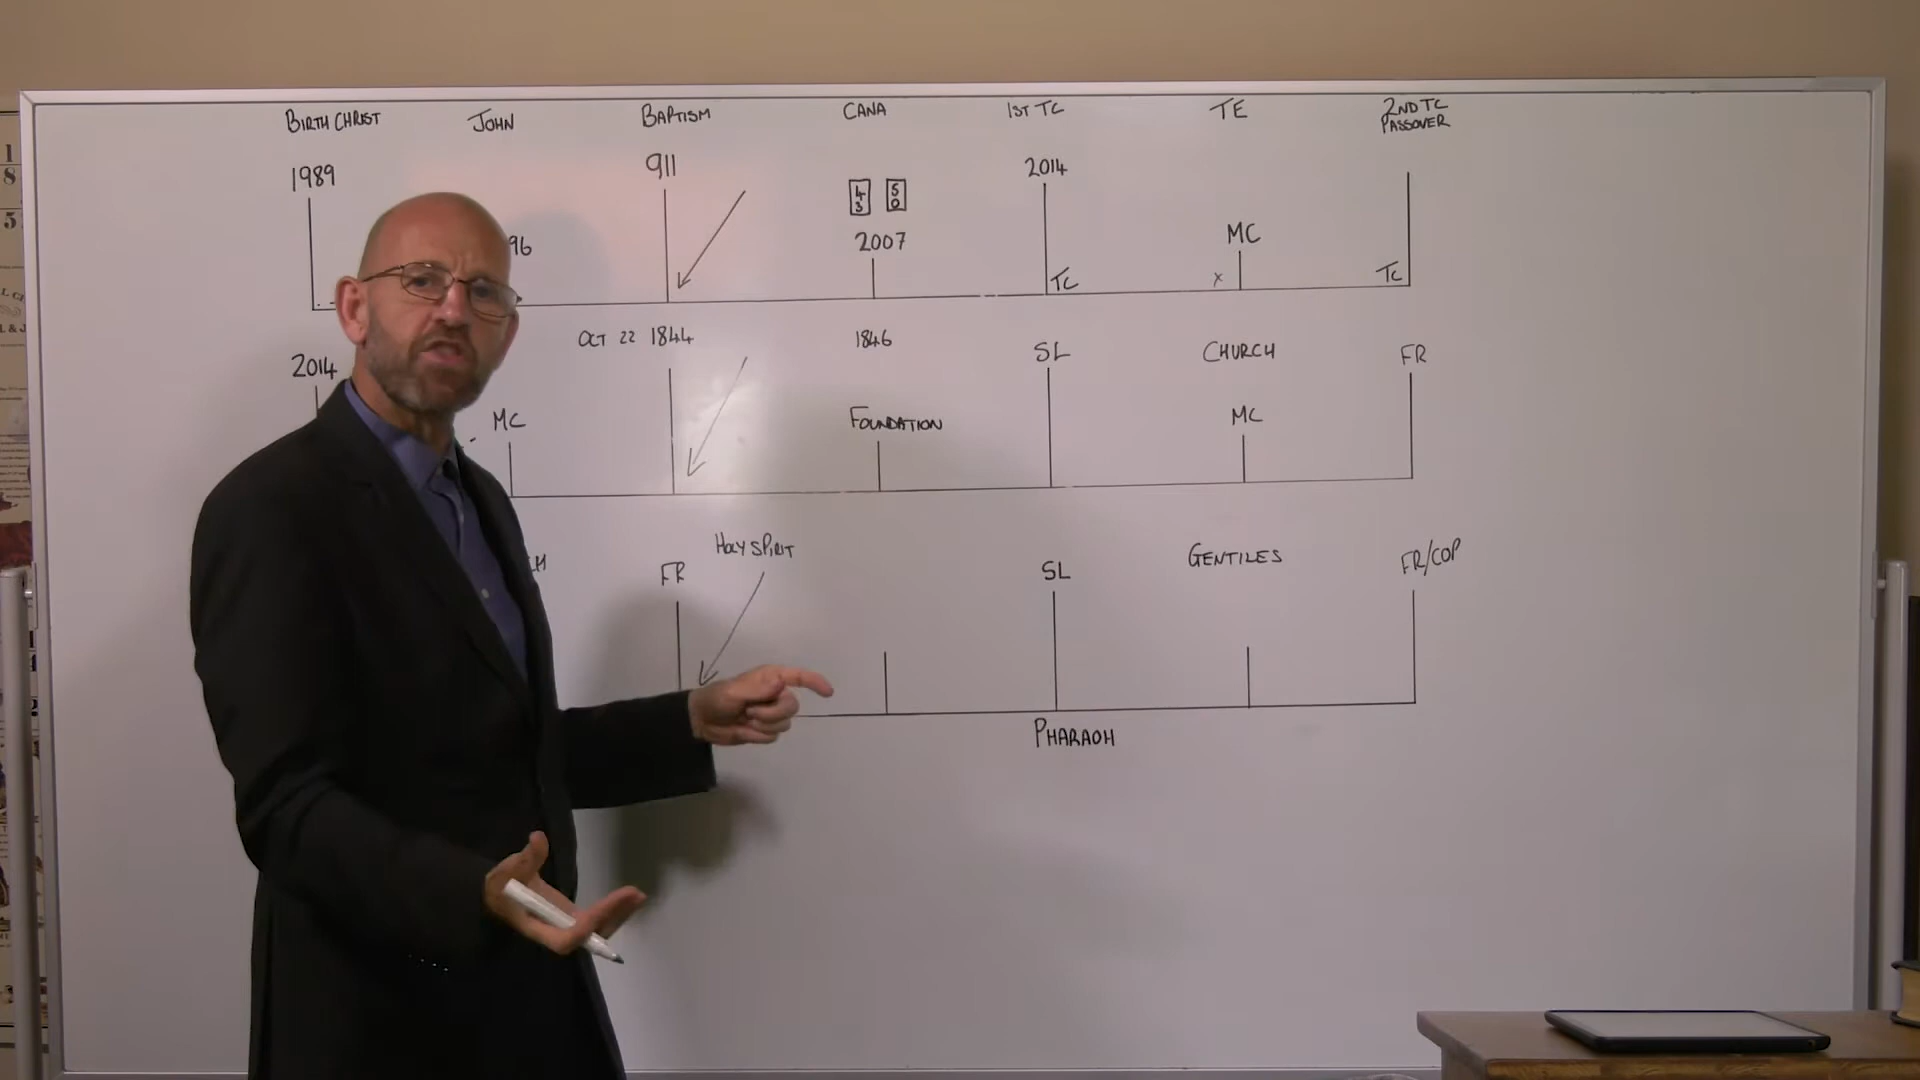 BIRTH CHRIST JOHN BAPTISM CANA 1ST TC TE 2ND TC
PASSOVER
1989 911 2014
43 50
96 2007 MC
TC x TC
OCT 22 1844 1846 SL CHURCH FR
2014
MC FOUNDATION MC
HOLY SPIRIT GENTILES FR/COP
FR SL
PHARAOH